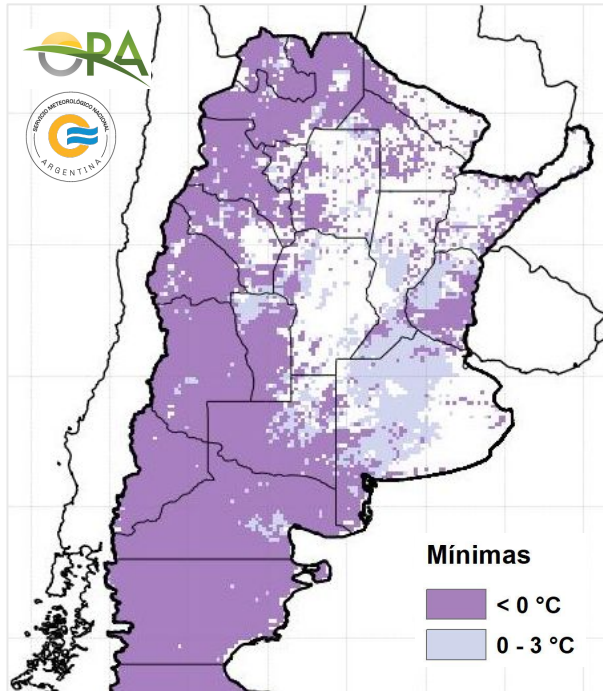 ORA
SERVICIO METEOROLÓGICO NACIONAL
ARGENTINA
Mínimas
< 0 °C
0 - 3 °C